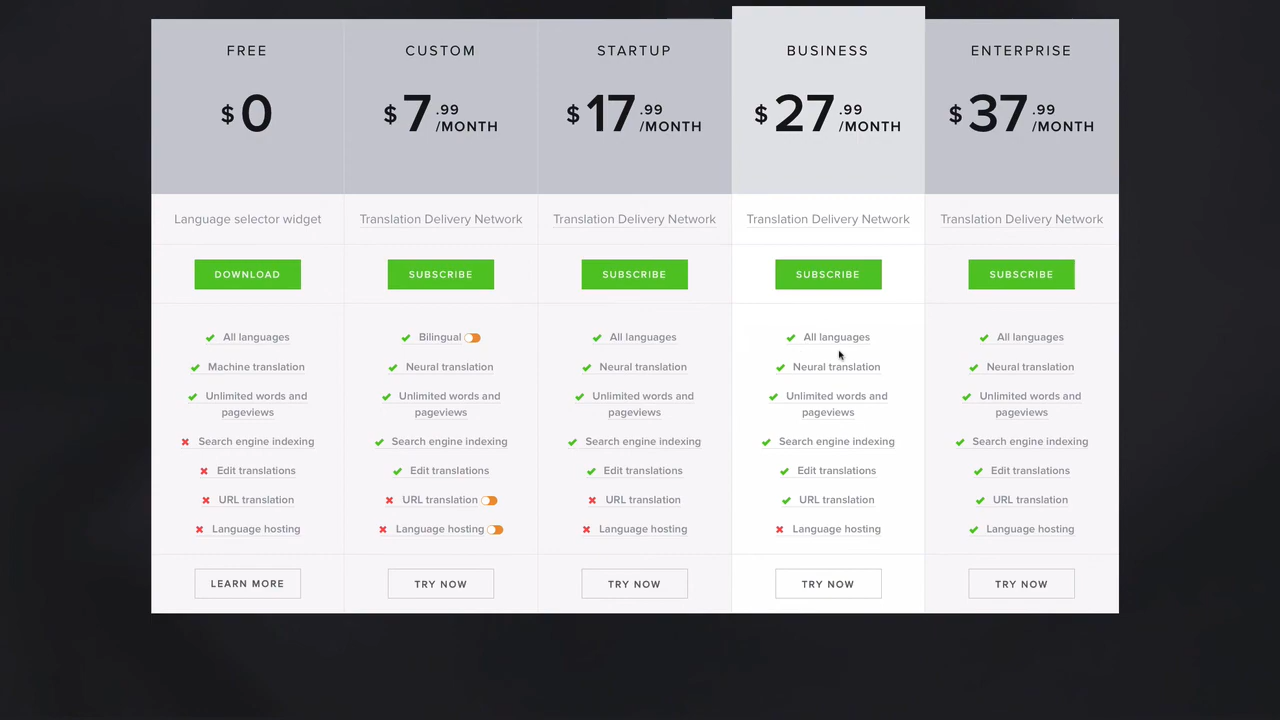 FREE
$ 0
Language selector widget
DOWNLOAD
All languages
Machine translation
Unlimited words and
pageviews
Search engine indexing
Edit translations
URL translation
Language hosting
LEARN MORE
CUSTOM
$ 7 .99
/MONTH
Translation Delivery Network
SUBSCRIBE
Bilingual
Neural translation
Unlimited words and
pageviews
Search engine indexing
Edit translations
URL translation
Language hosting
TRY NOW
STARTUP
$ 17 .99
/MONTH
Translation Delivery Network
SUBSCRIBE
All languages
Neural translation
Unlimited words and
pageviews
Search engine indexing
Edit translations
URL translation
Language hosting
TRY NOW
BUSINESS
$ 27 .99
/MONTH
Translation Delivery Network
SUBSCRIBE
All languages
Neural translation
Unlimited words and
pageviews
Search engine indexing
Edit translations
URL translation
Language hosting
TRY NOW
ENTERPRISE
$ 37 .99
/MONTH
Translation Delivery Network
SUBSCRIBE
All languages
Neural translation
Unlimited words and
pageviews
Search engine indexing
Edit translations
URL translation
Language hosting
TRY NOW